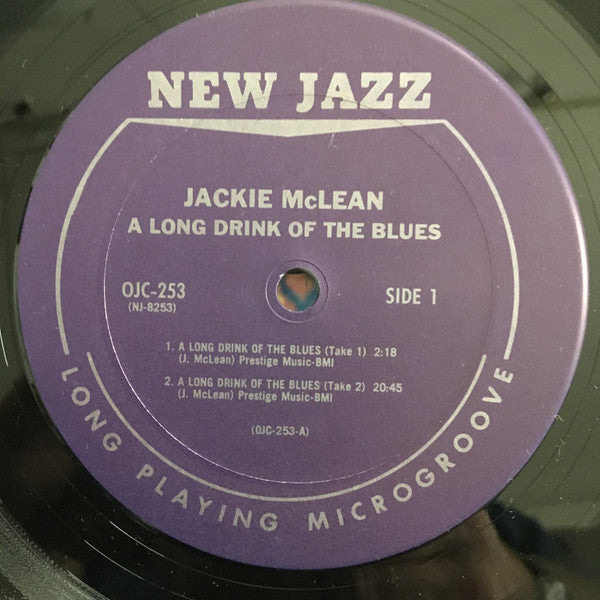 NEW JAZZ
JACKIE McLEAN
A LONG DRINK OF THE BLUES
OJC-253
(NJ-8253)
SIDE 1
1. A LONG DRINK OF THE BLUES (Take 1) 2:18
(J. McLean) Prestige Music-BMI
2. A LONG DRINK OF THE BLUES (Take 2) 20:45
(J. McLean) Prestige Music-BMI
(OJC-253-A)
LONG PLAYING MICROGROOVE